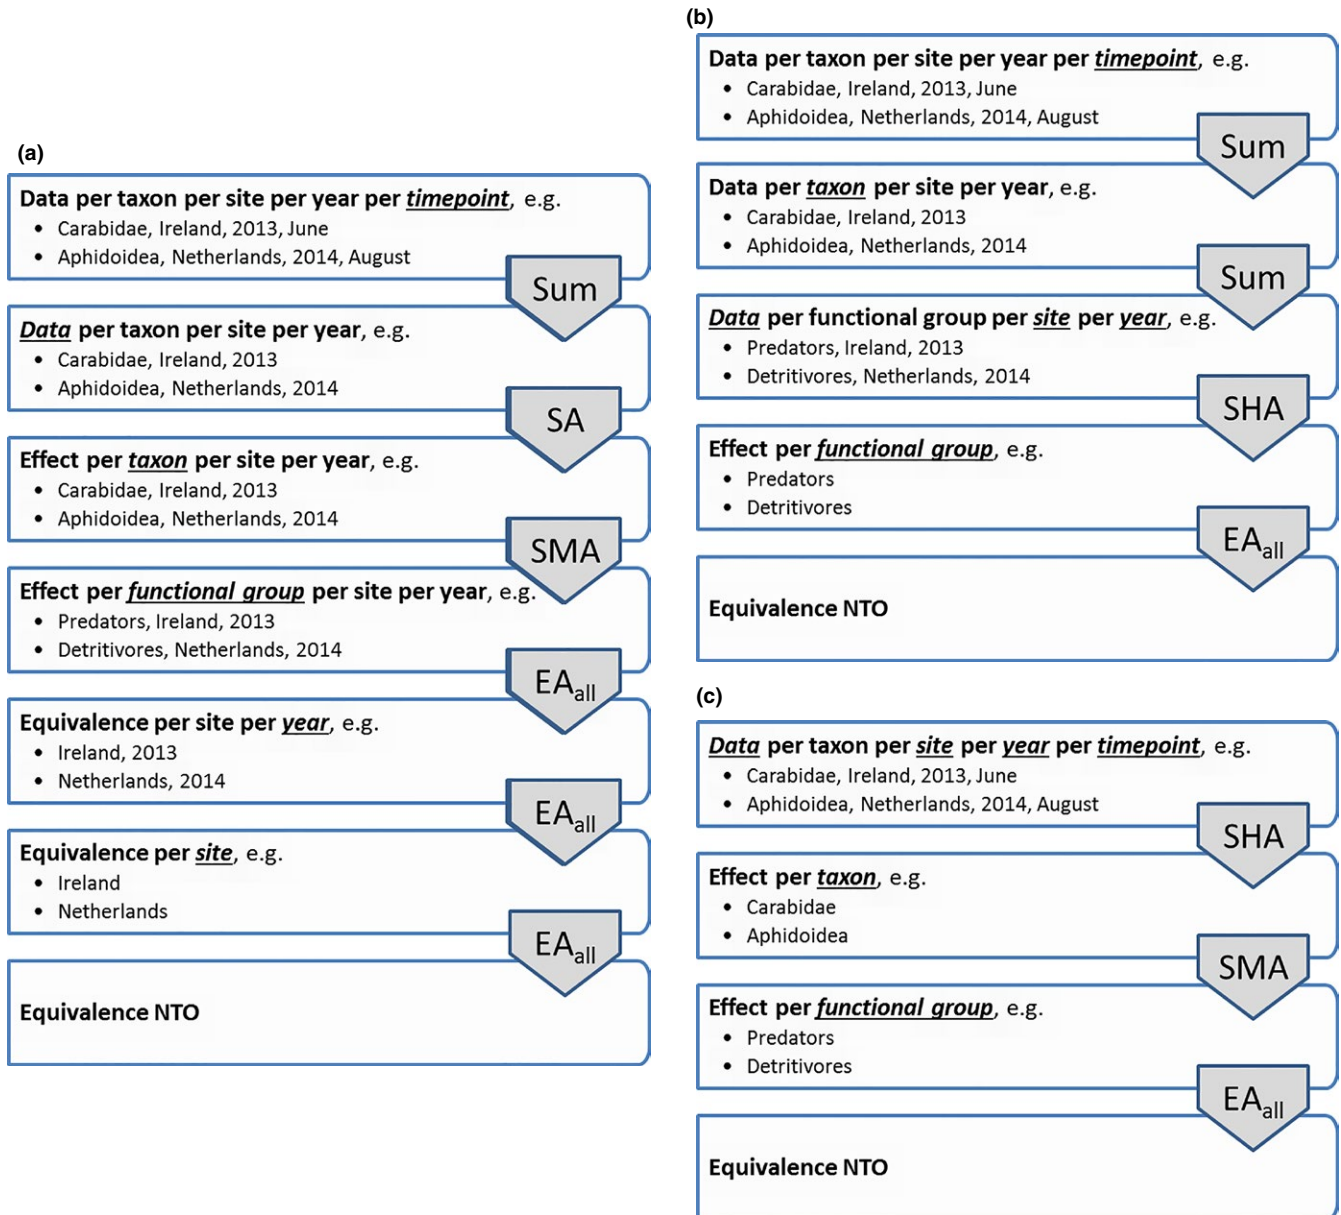 (a)
Data per taxon per site per year per timepoint, e.g.
• Carabidae, Ireland, 2013, June
• Aphidoidea, Netherlands, 2014, August
Sum
Data per taxon per site per year, e.g.
• Carabidae, Ireland, 2013
• Aphidoidea, Netherlands, 2014
SA
Effect per taxon per site per year, e.g.
• Carabidae, Ireland, 2013
• Aphidoidea, Netherlands, 2014
SMA
Effect per functional group per site per year, e.g.
• Predators, Ireland, 2013
• Detritivores, Netherlands, 2014
EAall
Equivalence per site per year, e.g.
• Ireland, 2013
• Netherlands, 2014
EAall
Equivalence per site, e.g.
• Ireland
• Netherlands
EAall
Equivalence NTO
(b)
Data per taxon per site per year per timepoint, e.g.
• Carabidae, Ireland, 2013, June
• Aphidoidea, Netherlands, 2014, August
Sum
Data per taxon per site per year, e.g.
• Carabidae, Ireland, 2013
• Aphidoidea, Netherlands, 2014
Sum
Data per functional group per site per year, e.g.
• Predators, Ireland, 2013
• Detritivores, Netherlands, 2014
SHA
Effect per functional group, e.g.
• Predators
• Detritivores
EAall
Equivalence NTO
(c)
Data per taxon per site per year per timepoint, e.g.
• Carabidae, Ireland, 2013, June
• Aphidoidea, Netherlands, 2014, August
SHA
Effect per taxon, e.g.
• Carabidae
• Aphidoidea
SMA
Effect per functional group, e.g.
• Predators
• Detritivores
EAall
Equivalence NTO